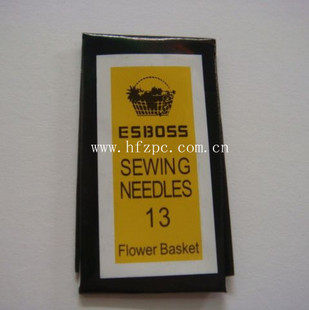 ESBOSS
www.hfzpc.com.cn
SEWING
NEEDLES
13
Flower Basket